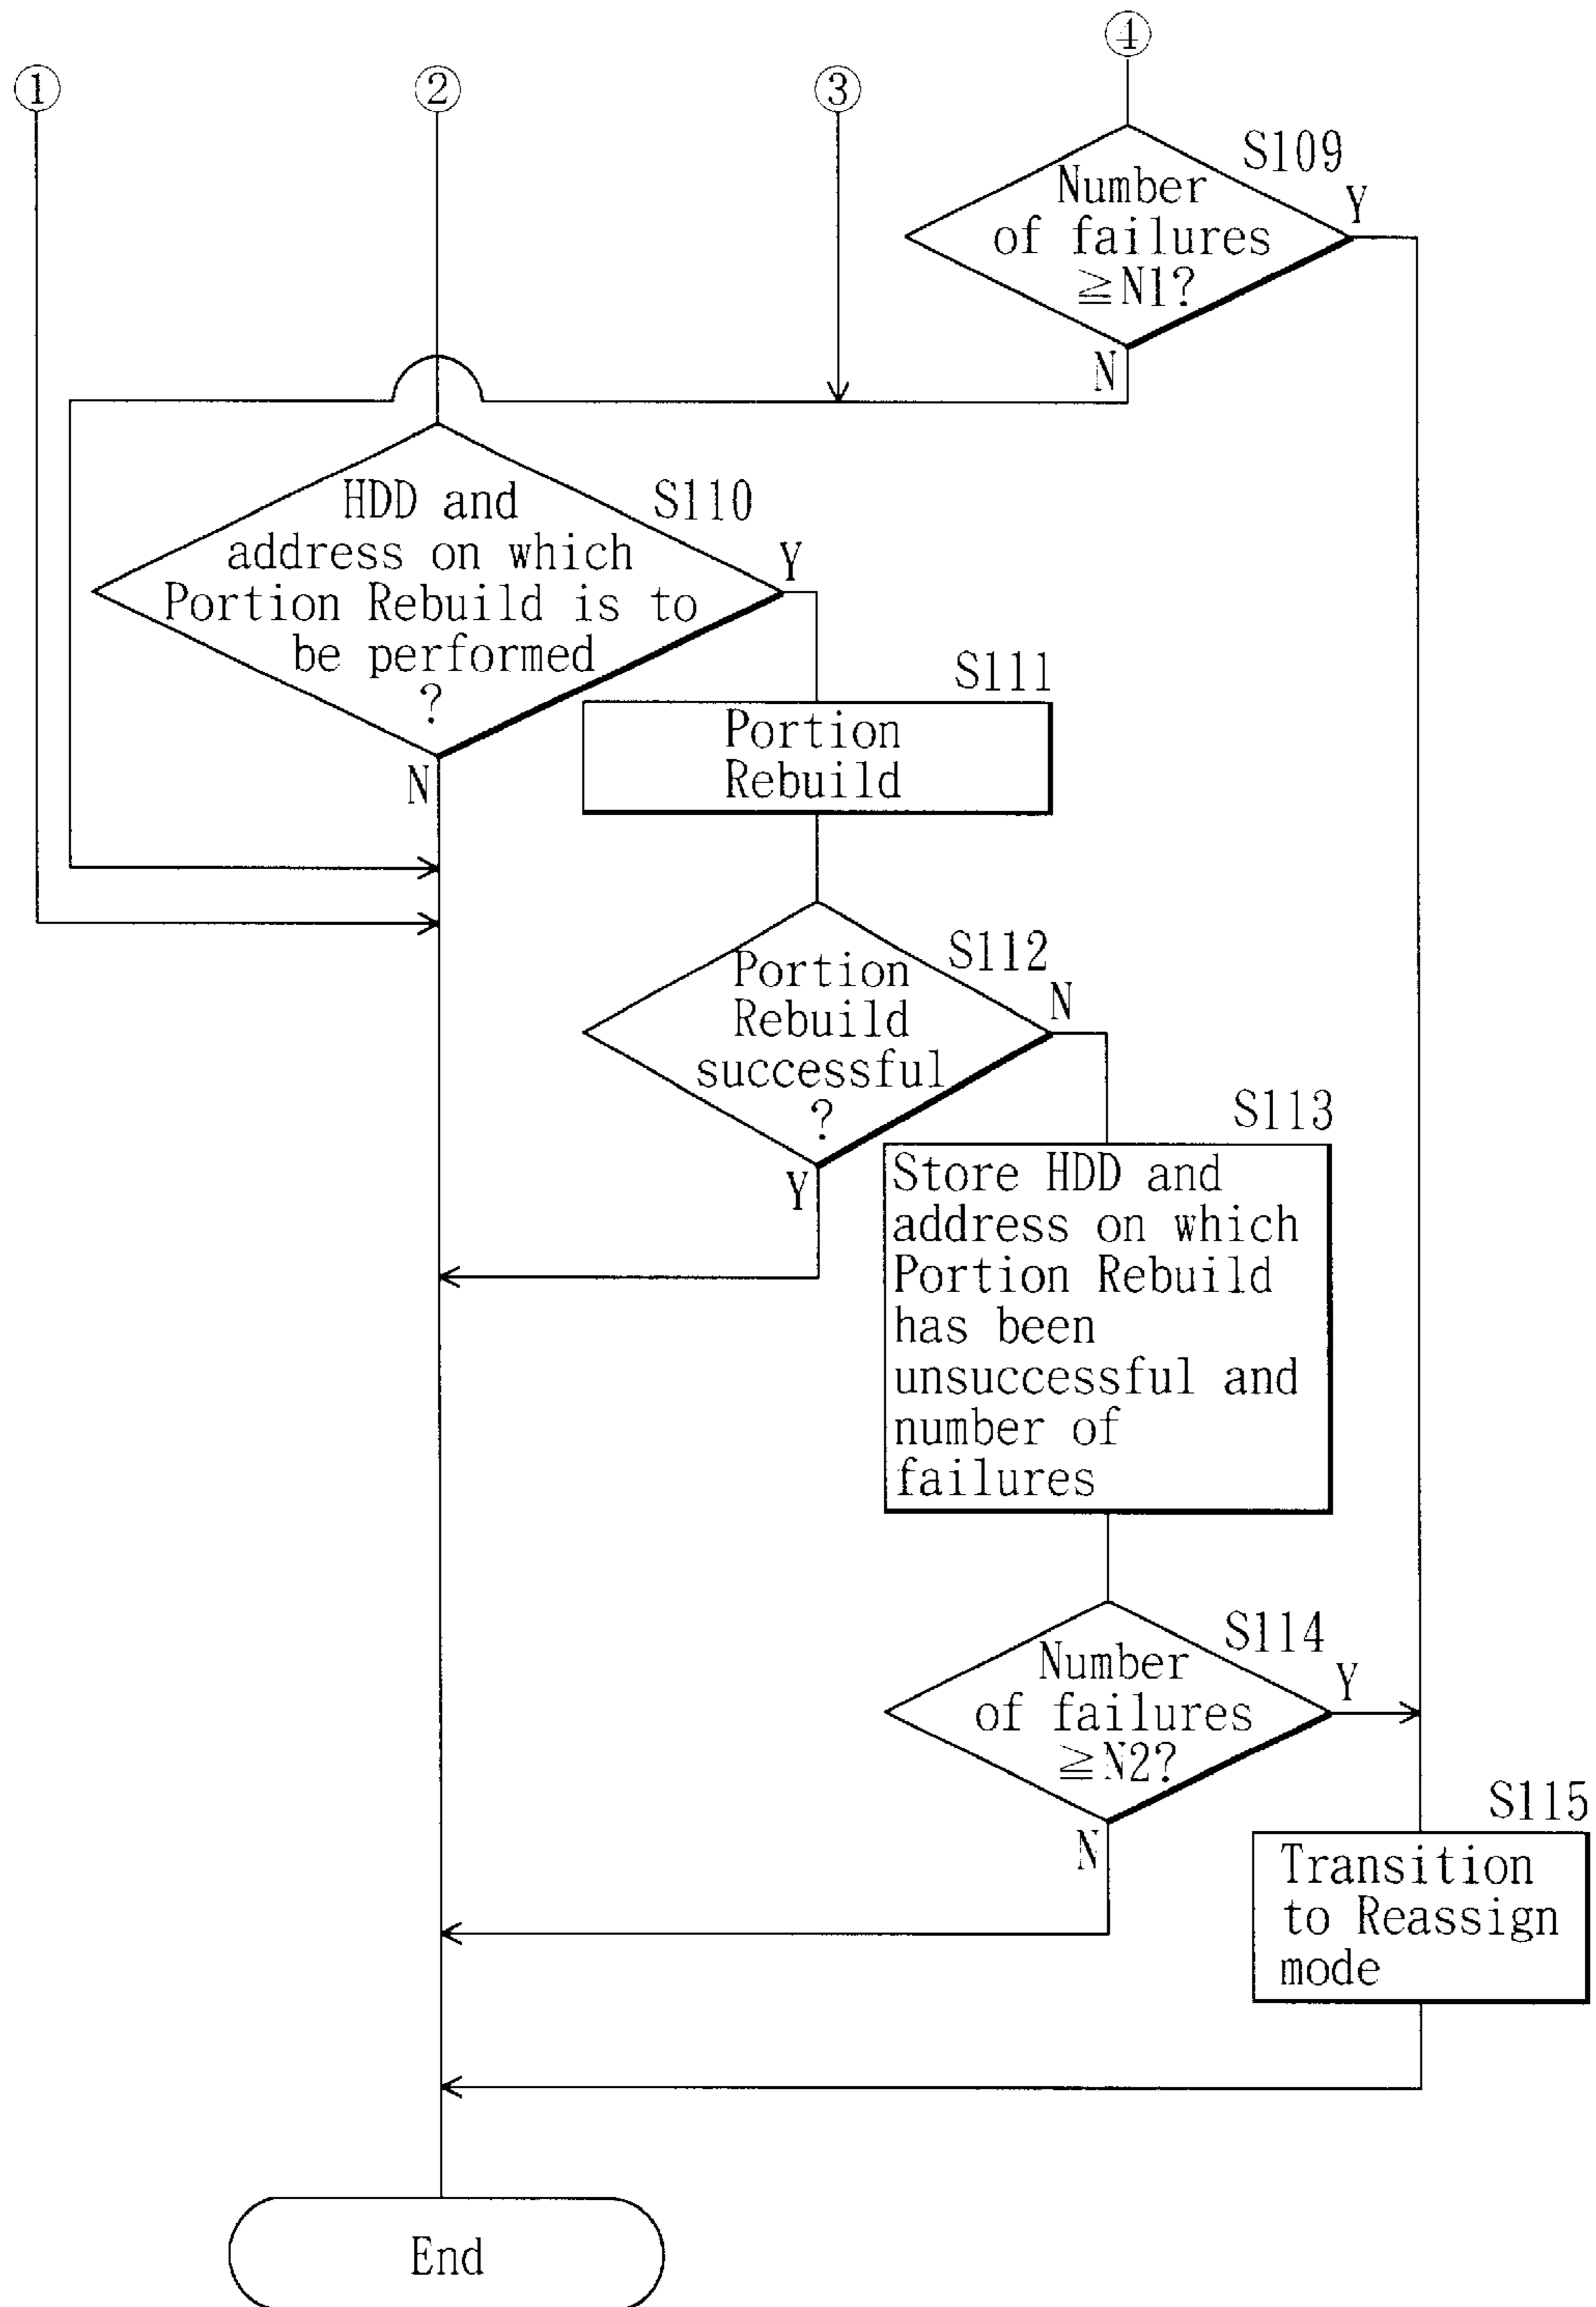 ④
①
②
③
S109
Number
of failures
≧N1?
Y
N
HDD and
address on which
Portion Rebuild is to
be performed
?
S110
Y
N
S111
Portion
Rebuild
S112
Portion
Rebuild
successful
?
N
Y
S113
Store HDD and
address on which
Portion Rebuild
has been
unsuccessful and
number of
failures
S114
Number
of failures
≧N2?
Y
N
S115
Transition
to Reassign
mode
End